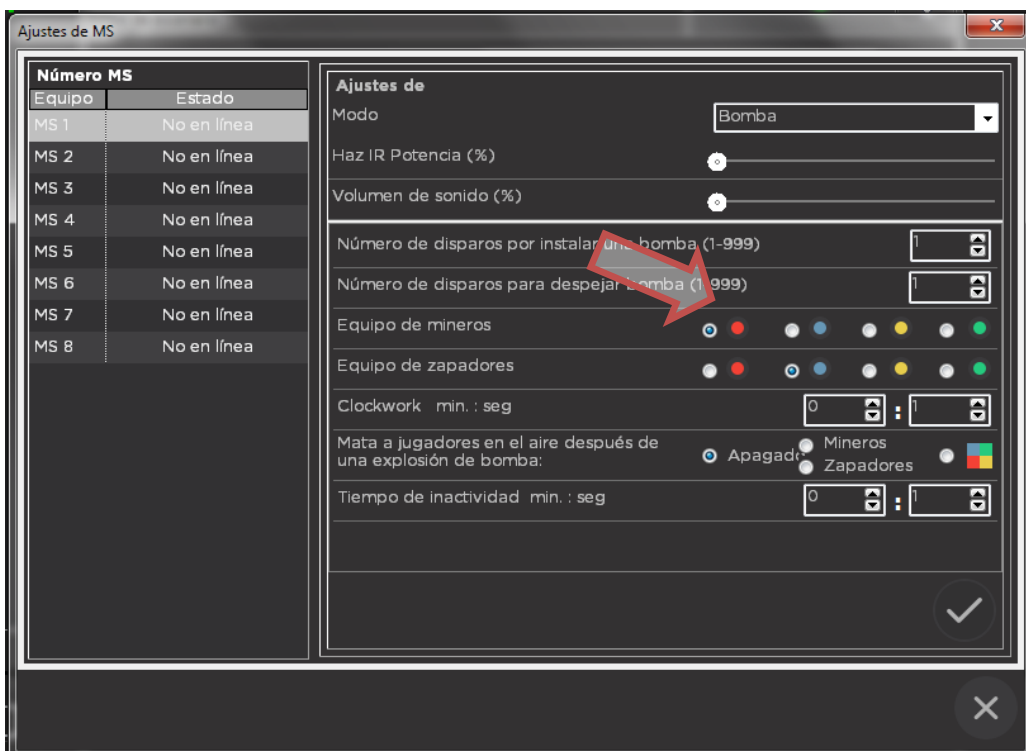 Ajustes de MS
Número MS
Equipo Estado
MS 1 No en línea
MS 2 No en línea
MS 3 No en línea
MS 4 No en línea
MS 5 No en línea
MS 6 No en línea
MS 7 No en línea
MS 8 No en línea
Ajustes de
Modo Bomba
Haz IR Potencia (%)
Volumen de sonido (%)
Número de disparos por instalar una bomba (1-999) 1
Número de disparos para despejar bomba (1-999) 1
Equipo de mineros
Equipo de zapadores
Clockwork min. : seg 0 : 1
Mata a jugadores en el aire después de
una explosión de bomba:
Apagado
Mineros
Zapadores
Tiempo de inactividad min. : seg 0 : 1